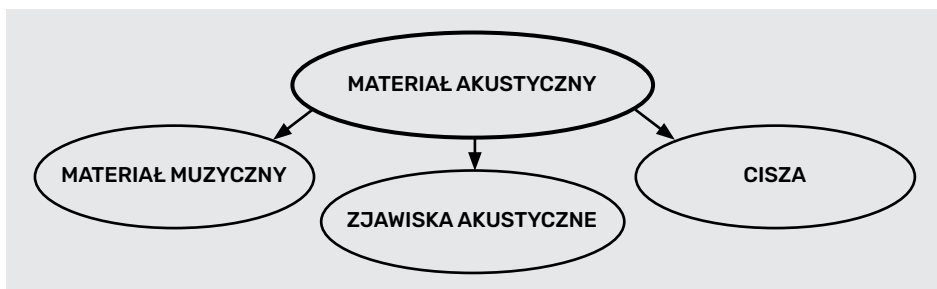 MATERIAŁ AKUSTYCZNY
MATERIAŁ MUZYCZNY
ZJAWISKA AKUSTYCZNE
CISZA